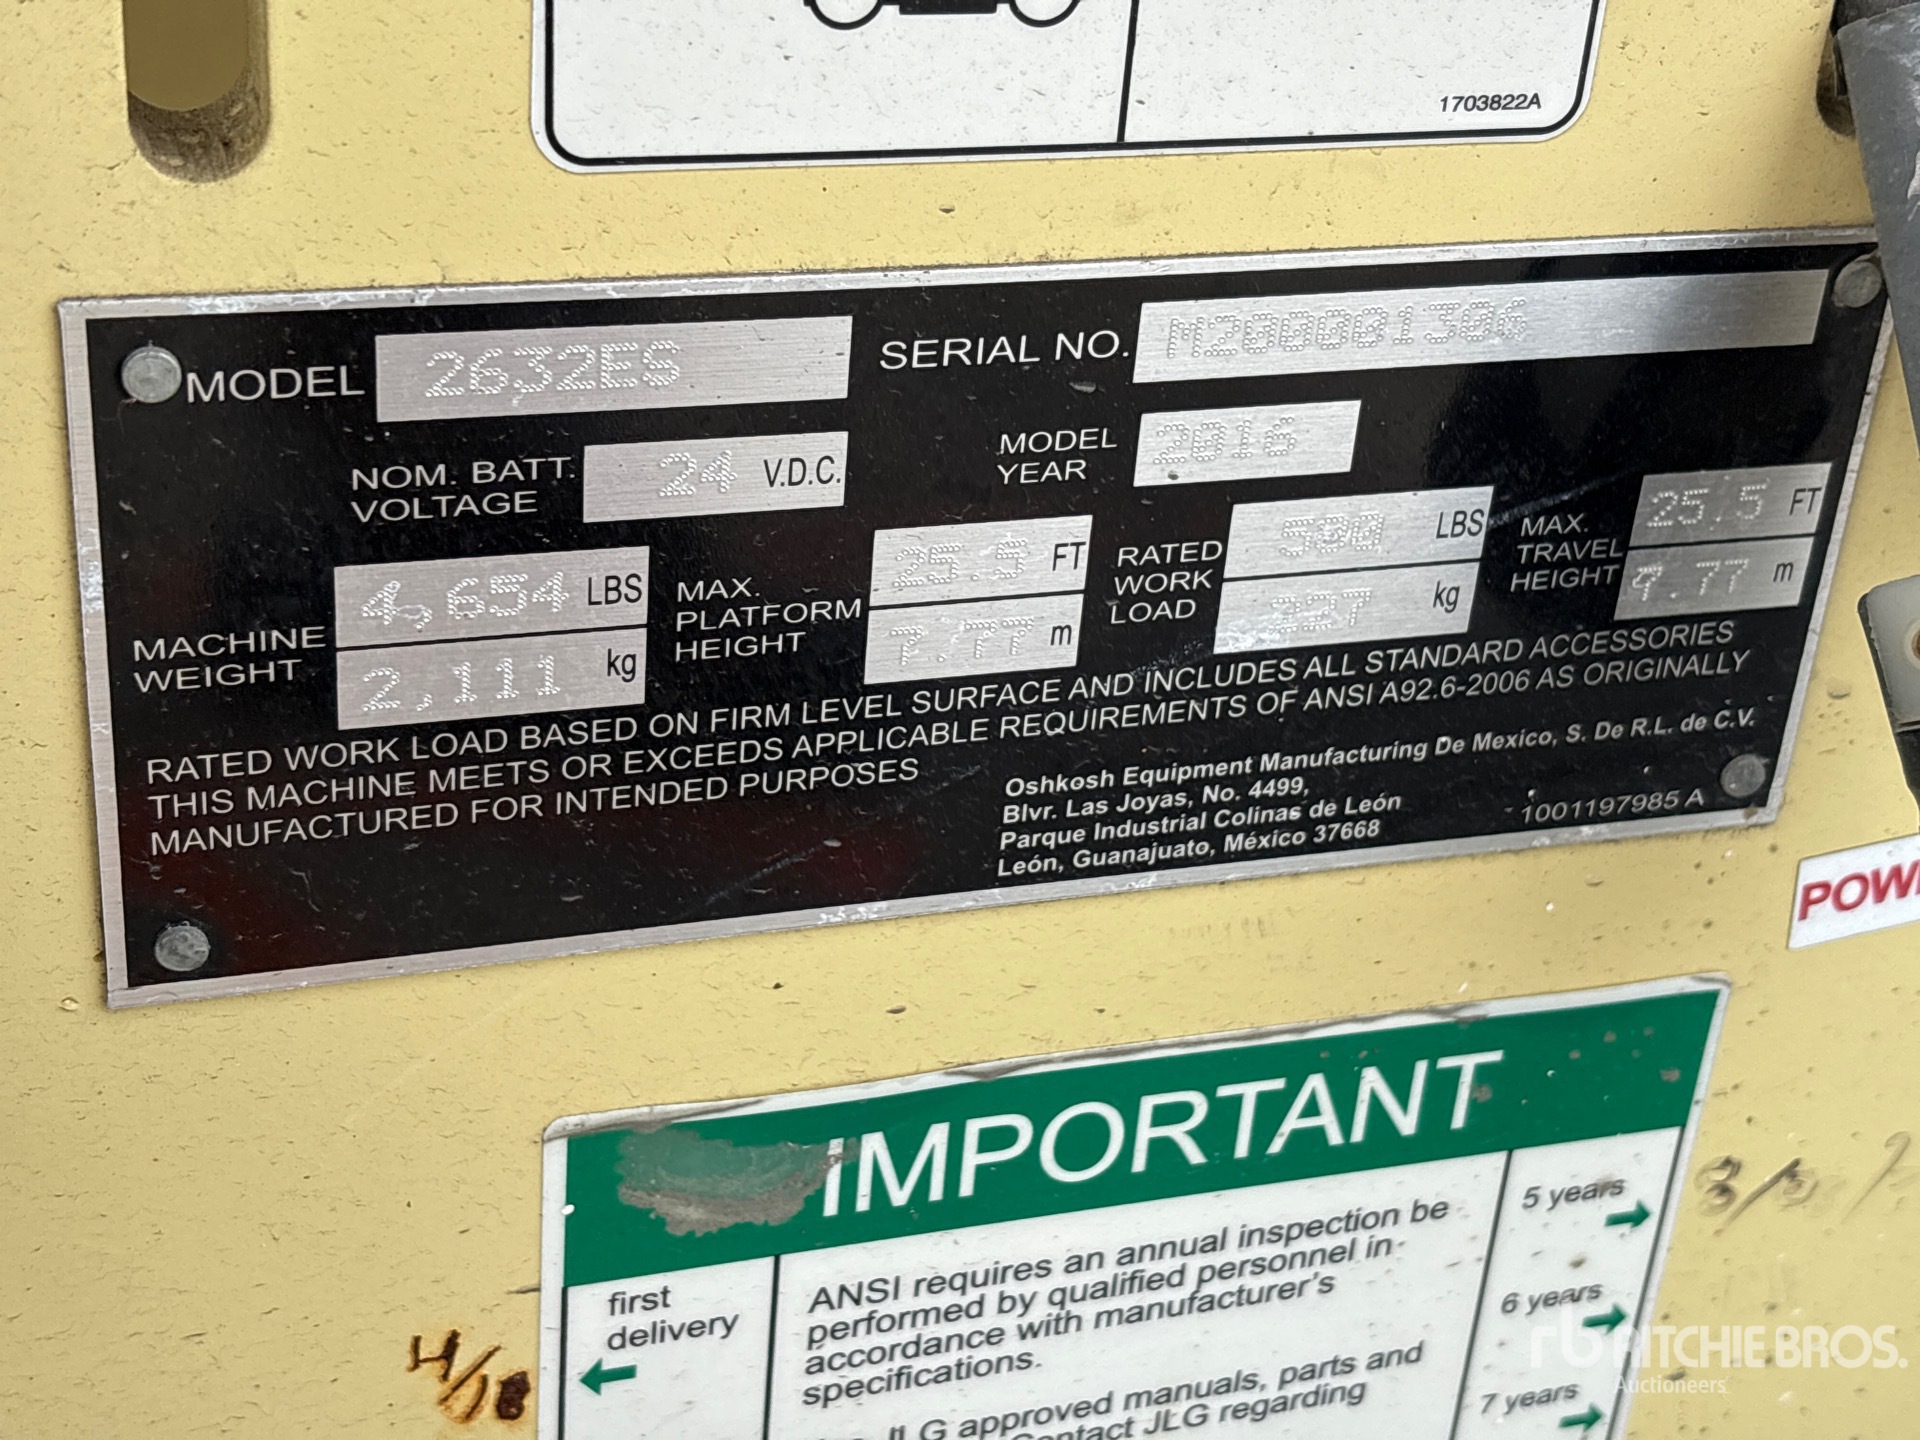 1703822A
MODEL 2632ES
SERIAL NO. M200001306
NOM. BATT. VOLTAGE 24 V.D.C.
MODEL YEAR 2016
MACHINE WEIGHT 4,654 LBS
2,111 kg
MAX. PLATFORM HEIGHT 25.5 FT
7.77 m
RATED WORK LOAD 500 LBS
227 kg
MAX. TRAVEL HEIGHT 25.5 FT
7.77 m
RATED WORK LOAD BASED ON FIRM LEVEL SURFACE AND INCLUDES ALL STANDARD ACCESSORIES
THIS MACHINE MEETS OR EXCEEDS APPLICABLE REQUIREMENTS OF ANSI A92.6-2006 AS ORIGINALLY
MANUFACTURED FOR INTENDED PURPOSES
Oshkosh Equipment Manufacturing De Mexico, S. De R.L. de C.V.
Blvr. Las Joyas, No. 4499,
Parque Industrial Colinas de León
León, Guanajuato, México 37668
1001197985 A
POW
IMPORTANT
first
delivery
ANSI requires an annual inspection be
performed by qualified personnel in
accordance with manufacturer's
specifications.
JLG approved manuals, parts and
Contact JLG regarding
5 years
6 years
7 years
4/18
rb RITCHIE BROS.
Auctioneers